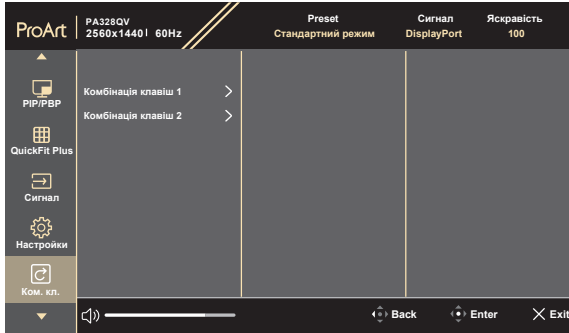 ProArt
PA328QV
2560x1440 60Hz
Preset
Стандартний режим
Сигнал
DisplayPort
Яскравість
100
PIP/PBP
QuickFit Plus
Сигнал
Настройки
Ком. кл.
Комбінація клавіш 1
Комбінація клавіш 2
Back
Enter
Exit